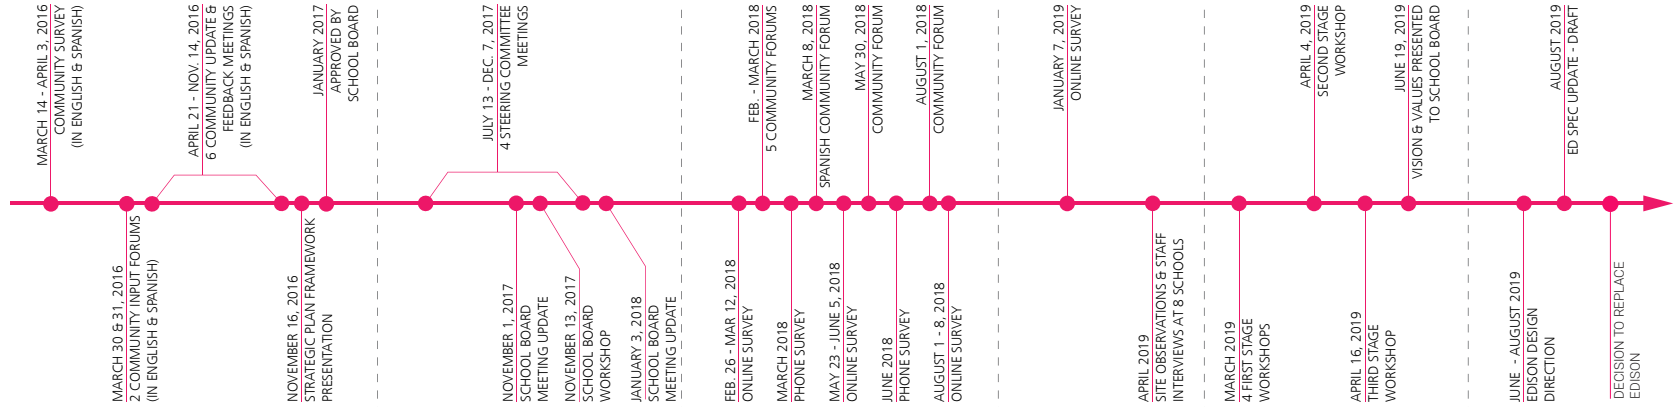 MARCH 14 - APRIL 3, 2016
COMMUNITY SURVEY
(IN ENGLISH & SPANISH)
MARCH 30 & 31, 2016
2 COMMUNITY INPUT FORUMS
(IN ENGLISH & SPANISH)
APRIL 21 - NOV. 14, 2016
6 COMMUNITY UPDATE &
FEEDBACK MEETINGS
(IN ENGLISH & SPANISH)
NOVEMBER 16, 2016
STRATEGIC PLAN FRAMEWORK
PRESENTATION
JANUARY 2017
APPROVED BY
SCHOOL BOARD
JULY 13 - DEC. 7, 2017
4 STEERING COMMITTEE
MEETINGS
NOVEMBER 1, 2017
SCHOOL BOARD
MEETING UPDATE
NOVEMBER 13, 2017
SCHOOL BOARD
WORKSHOP
JANUARY 3, 2018
SCHOOL BOARD
MEETING UPDATE
FEB. 26 - MAR 12, 2018
ONLINE SURVEY
FEB. - MARCH 2018
5 COMMUNITY FORUMS
MARCH 2018
PHONE SURVEY
MARCH 8, 2018
SPANISH COMMUNITY FORUM
MAY 23 - JUNE 5, 2018
ONLINE SURVEY
MAY 30, 2018
COMMUNITY FORUM
JUNE 2018
PHONE SURVEY
AUGUST 1, 2018
COMMUNITY FORUM
AUGUST 1 - 8, 2018
ONLINE SURVEY
JANUARY 7, 2019
ONLINE SURVEY
APRIL 2019
SITE OBSERVATIONS & STAFF
INTERVIEWS AT 8 SCHOOLS
MARCH 2019
4 FIRST STAGE
WORKSHOPS
APRIL 4, 2019
SECOND STAGE
WORKSHOP
APRIL 16, 2019
THIRD STAGE
WORKSHOP
JUNE 19, 2019
VISION & VALUES PRESENTED
TO SCHOOL BOARD
JUNE - AUGUST 2019
EDISON DESIGN
DIRECTION
AUGUST 2019
ED SPEC UPDATE - DRAFT
DECISION TO REPLACE
EDISON